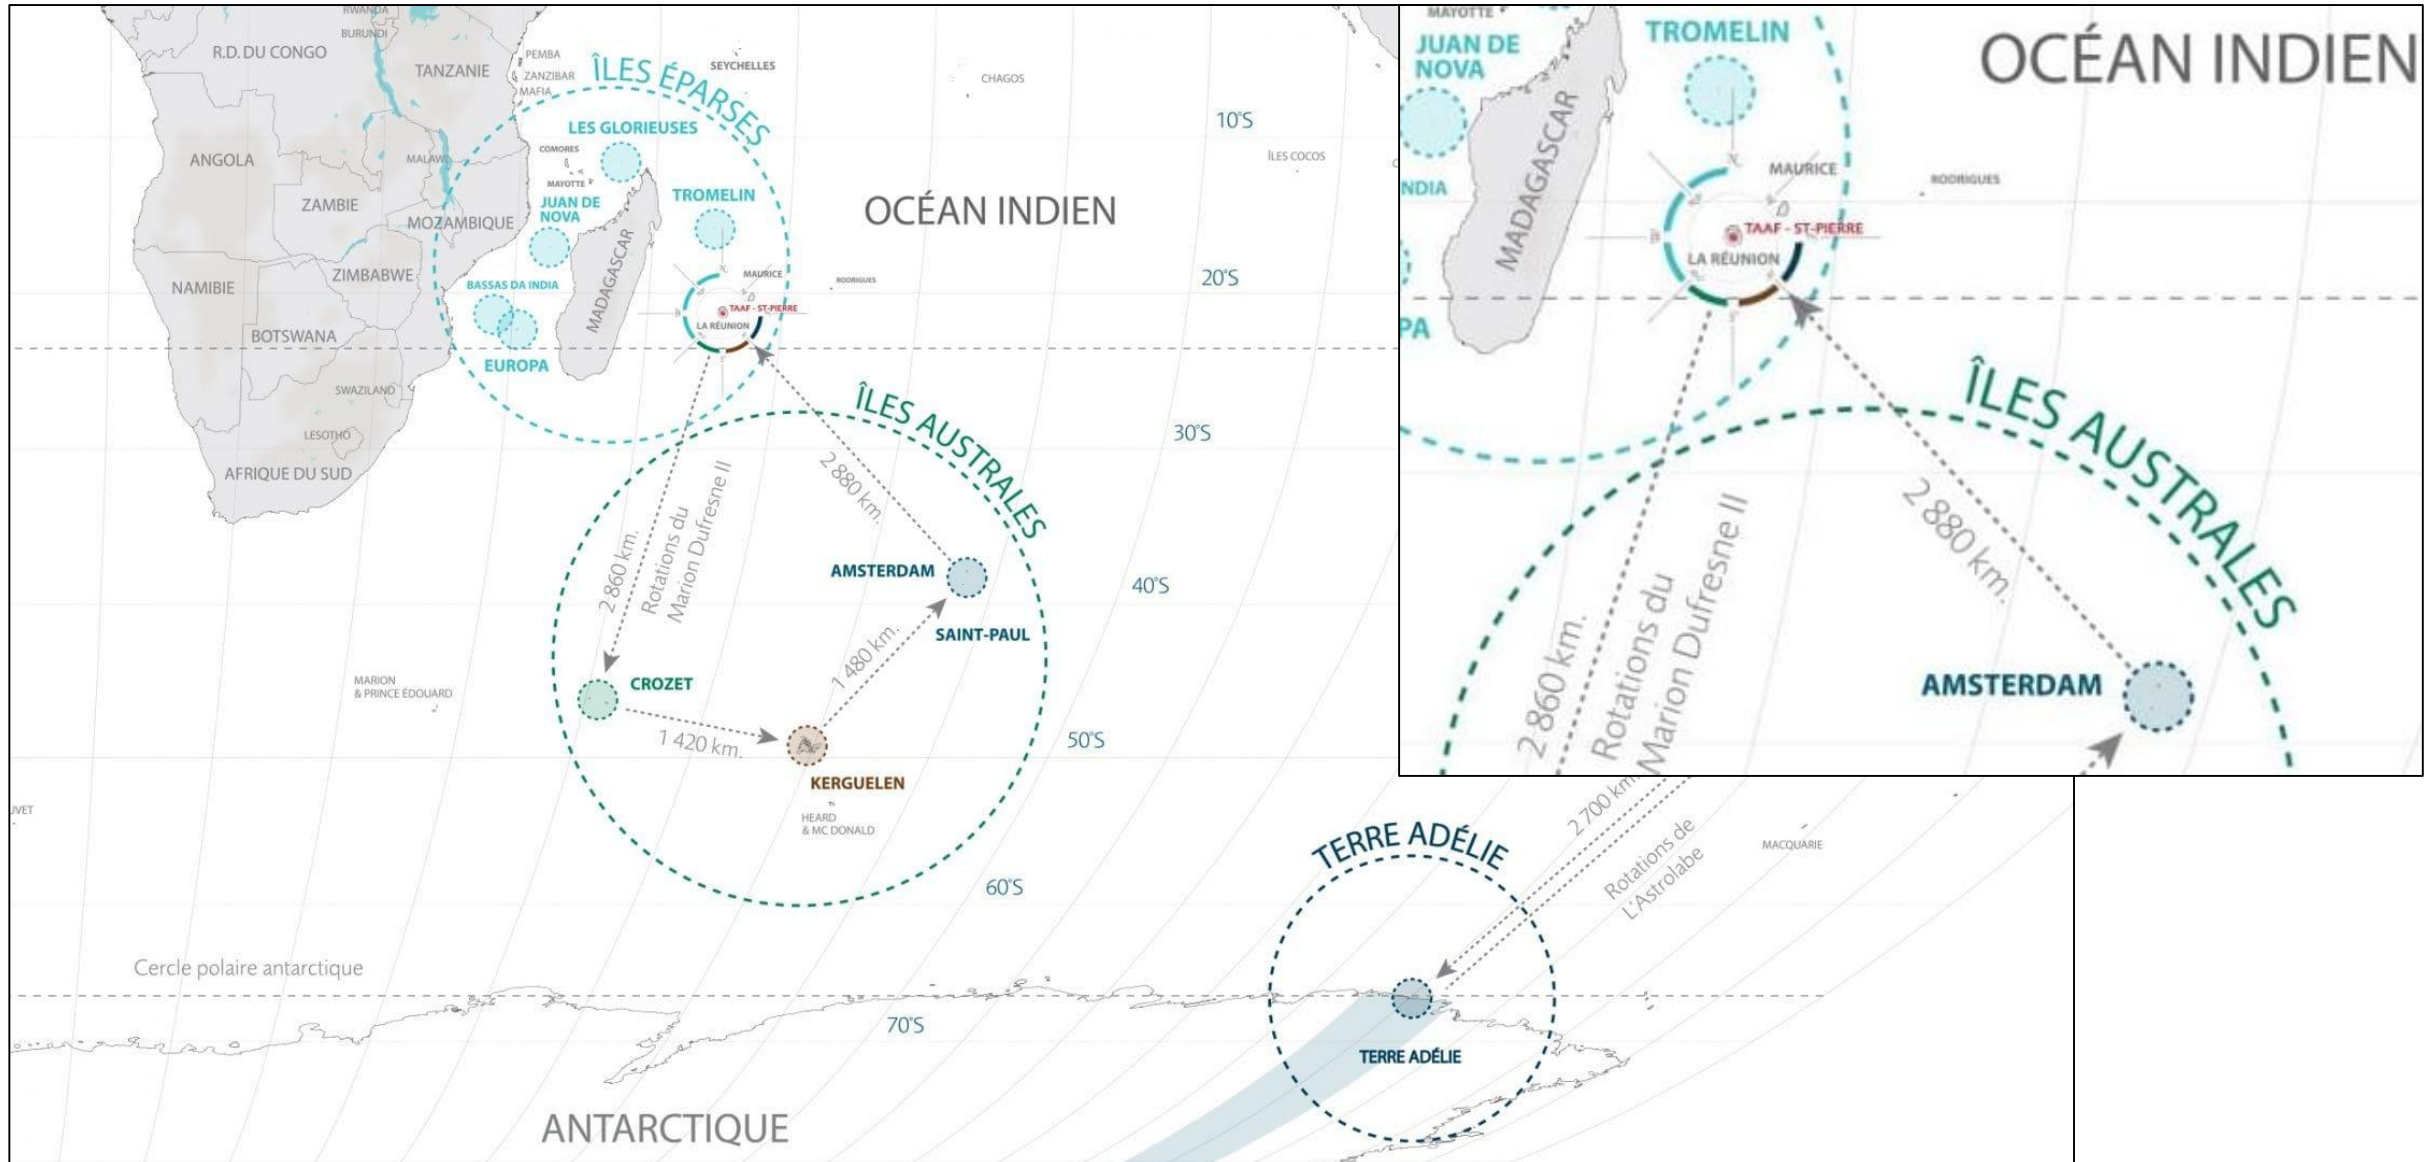 RWANDA
BURUNDI
R.D. DU CONGO
TANZANIE
PEMBA
ZANZIBAR
MAFIA
SEYCHELLES
CHAGOS
ÎLES ÉPARSES
10°S
LES GLORIEUSES
ANGOLA
MALAWI
COMORES
ÎLES COCOS
MAYOTTE
ZAMBIE
JUAN DE
NOVA
TROMELIN
OCÉAN INDIEN
MOZAMBIQUE
NAMIBIE
ZIMBABWE
BASSAS DA INDIA
MADAGASCAR
MAURICE
RODRIGUES
20°S
TAAF - ST-PIERRE
LA RÉUNION
BOTSWANA
EUROPA
SWAZILAND
ÎLES AUSTRALES
LESOTHO
30°S
AFRIQUE DU SUD
2 860 km.
Rotations du
Marion Dufresne II
2 880 km.
AMSTERDAM
40°S
SAINT-PAUL
1 480 km.
MARION
& PRINCE ÉDOUARD
CROZET
1 420 km.
50°S
KERGUELEN
HEARD
& MC DONALD
UVET
60°S
TERRE ADÉLIE
2 700 km.
Rotations de
L'Astrolabe
MACQUARIE
Cercle polaire antarctique
70°S
TERRE ADÉLIE
ANTARCTIQUE
MAYOTTE
JUAN DE
NOVA
TROMELIN
OCÉAN INDIEN
MADAGASCAR
NDIA
MAURICE
RODRIGUES
TAAF - ST-PIERRE
LA RÉUNION
PA
ÎLES AUSTRALES
2 860 km.
Rotations du
Marion Dufresne II
2 880 km.
AMSTERDAM